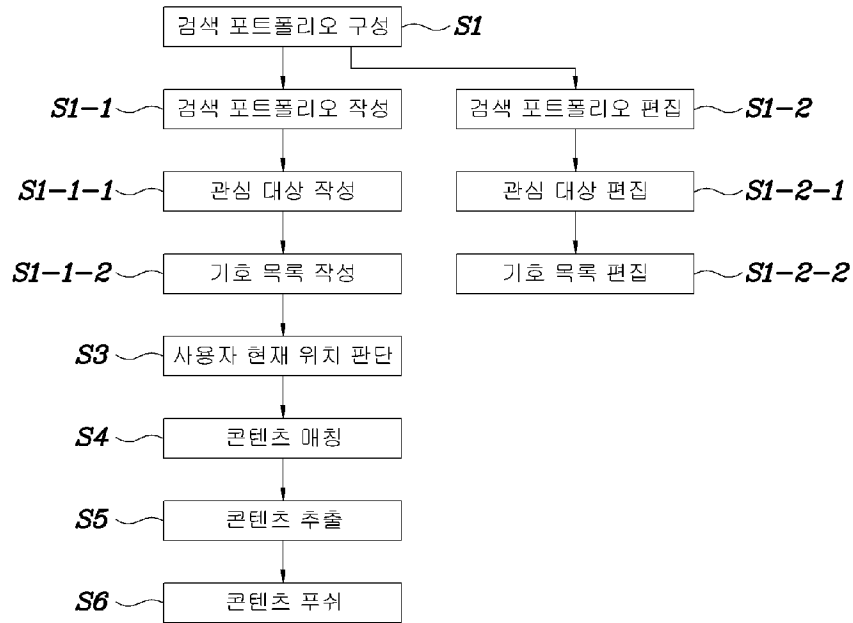 검색 포트폴리오 구성 S1
S1-1 검색 포트폴리오 작성 검색 포트폴리오 편집 S1-2
S1-1-1 관심 대상 작성 관심 대상 편집 S1-2-1
S1-1-2 기호 목록 작성 기호 목록 편집 S1-2-2
S3 사용자 현재 위치 판단
S4 콘텐츠 매칭
S5 콘텐츠 추출
S6 콘텐츠 푸쉬